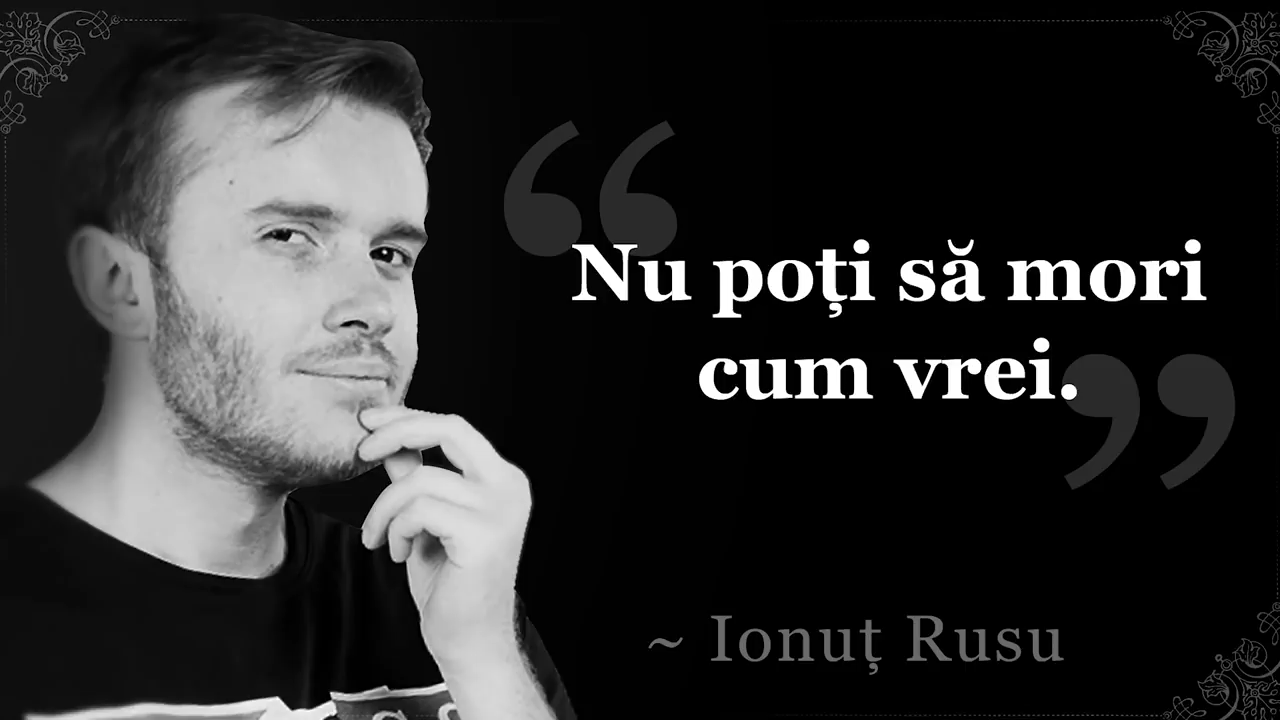 Nu poți să mori
cum vrei.
~ Ionuț Rusu